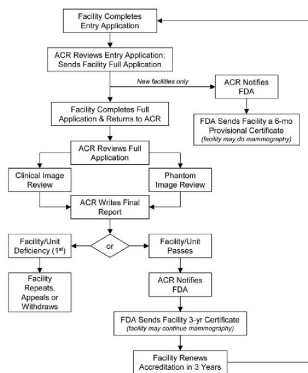 Facility Completes
Entry Application
ACR Reviews Entry Application;
Sends Facility Full Application
New facilities only
ACR Notifies
FDA
Facility Completes Full
Application & Returns to ACR
FDA Sends Facility a 6-mo
Provisional Certificate
(facility may do mammography)
ACR Reviews Full
Application
Clinical Image
Review
Phantom
Image Review
ACR Writes Final
Report
Facility/Unit
Deficiency (1st)
or
Facility/Unit
Passes
Facility
Repeats,
Appeals or
Withdraws
ACR Notifies
FDA
FDA Sends Facility 3-yr Certificate
(facility may continue mammography)
Facility Renews
Accreditation in 3 Years